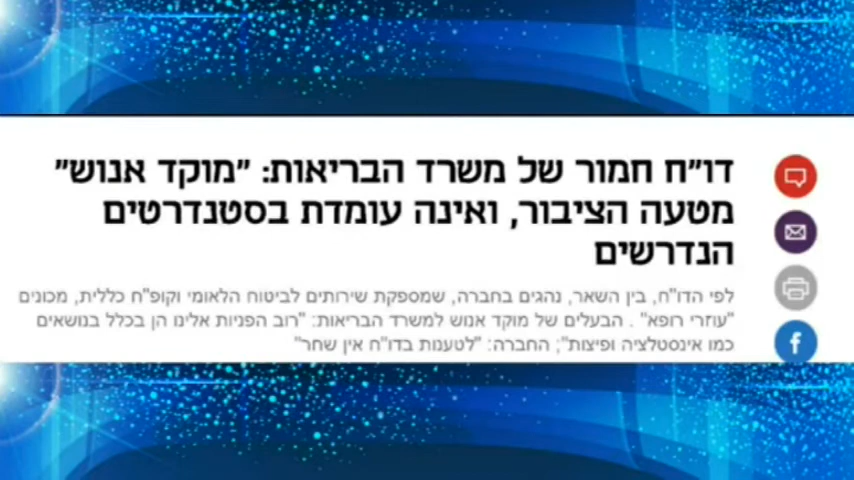 דו"ח חמור של משרד הבריאות: "מוקד אנוש"
מטעה הציבור, ואינה עומדת בסטנדרטים
הנדרשים
לפי הדו"ח, בין השאר, נהגים בחברה, שמספקת שירותים לביטוח הלאומי וקופ"ח כללית, מכונים
"עוזרי רופא" . הבעלים של מוקד אנוש למשרד הבריאות: "רוב הפניות אלינו הן בכלל בנושאים
כמו אינסטלציה ופיצות"; החברה: "לטענות בדו"ח אין שחר"